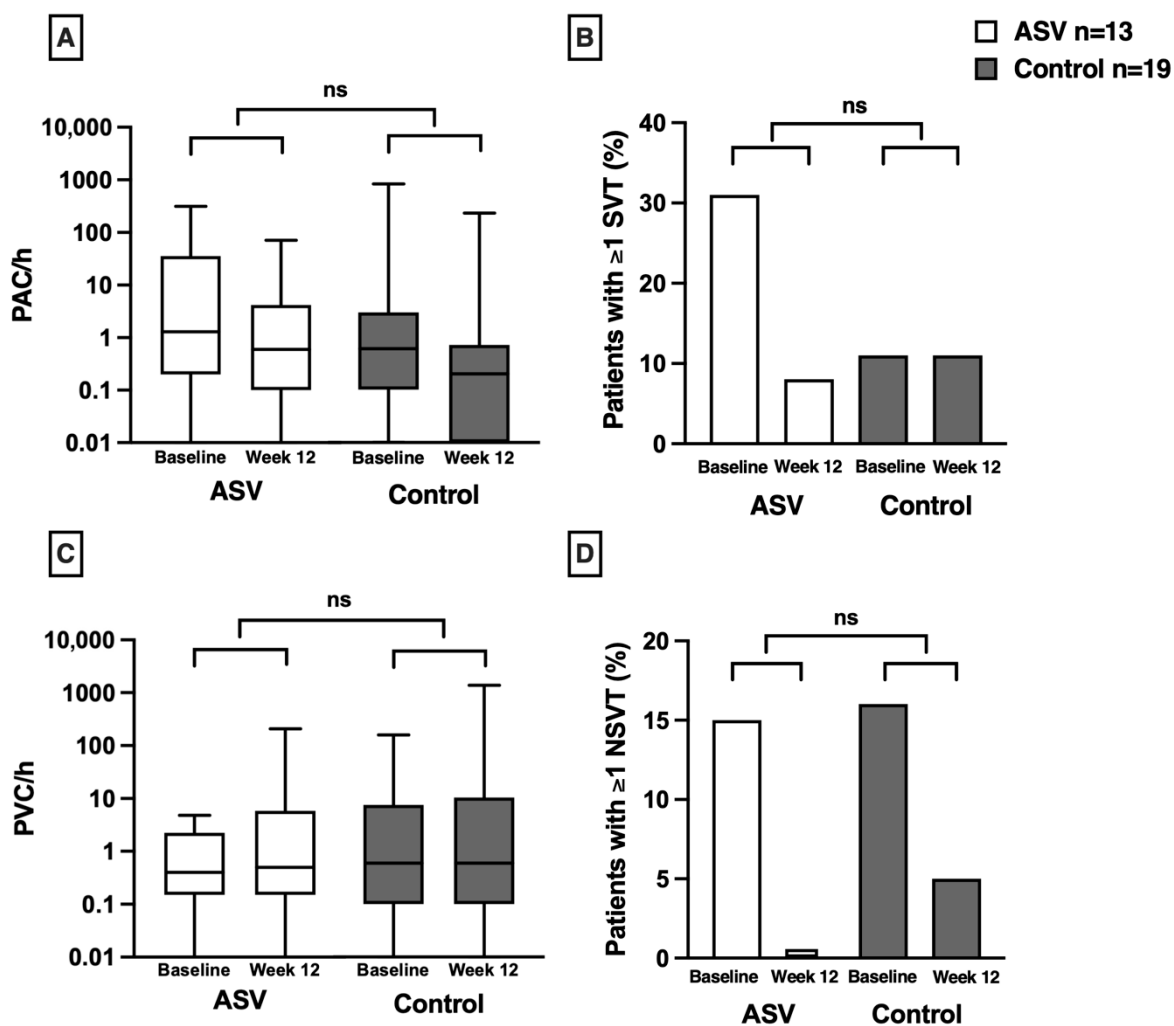 A
B
ASV n=13
Control n=19
ns
PAC/h
10,000
1000
100
10
1
0.1
0.01
Baseline Week 12 Baseline Week 12
ASV Control
ns
Patients with ≥1 SVT (%)
40
30
20
10
0
Baseline Week 12 Baseline Week 12
ASV Control
C
D
ns
PVC/h
10,000
1000
100
10
1
0.1
0.01
Baseline Week 12 Baseline Week 12
ASV Control
ns
Patients with ≥1 NSVT (%)
20
15
10
5
0
Baseline Week 12 Baseline Week 12
ASV Control